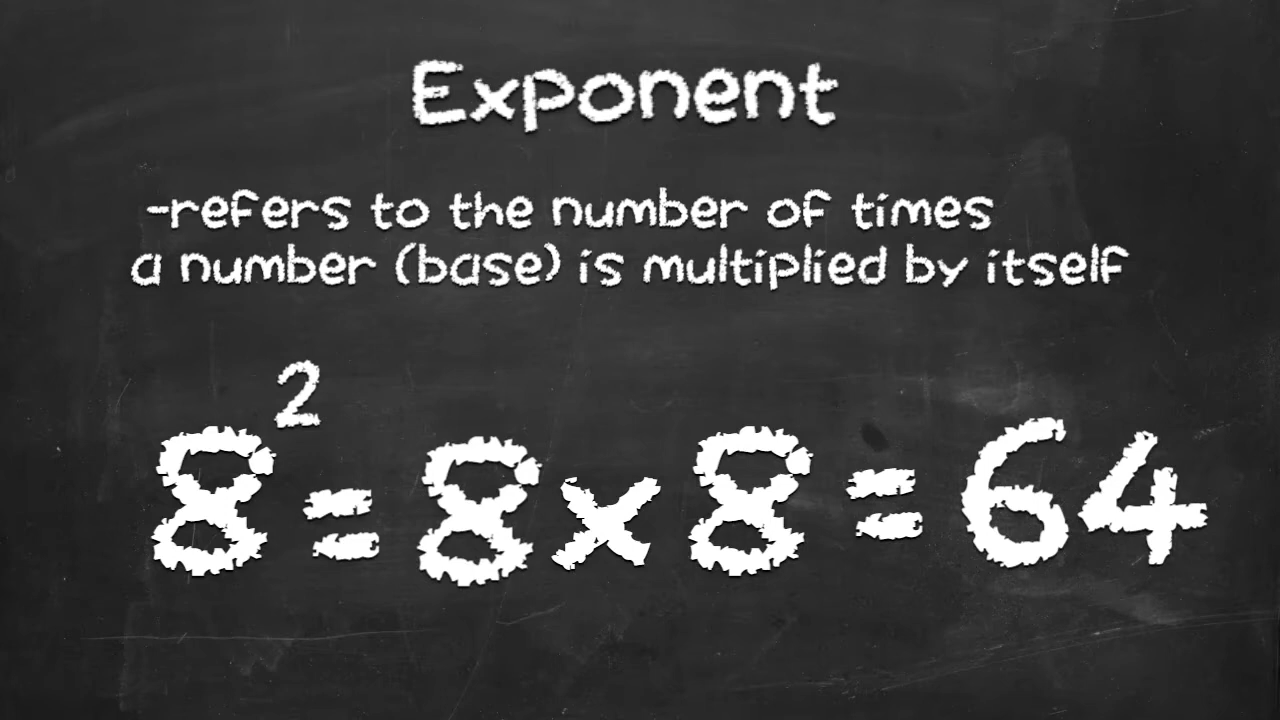 Exponent
-refers to the number of times
a number (base) is multiplied by itself
8² = 8 x 8 = 64